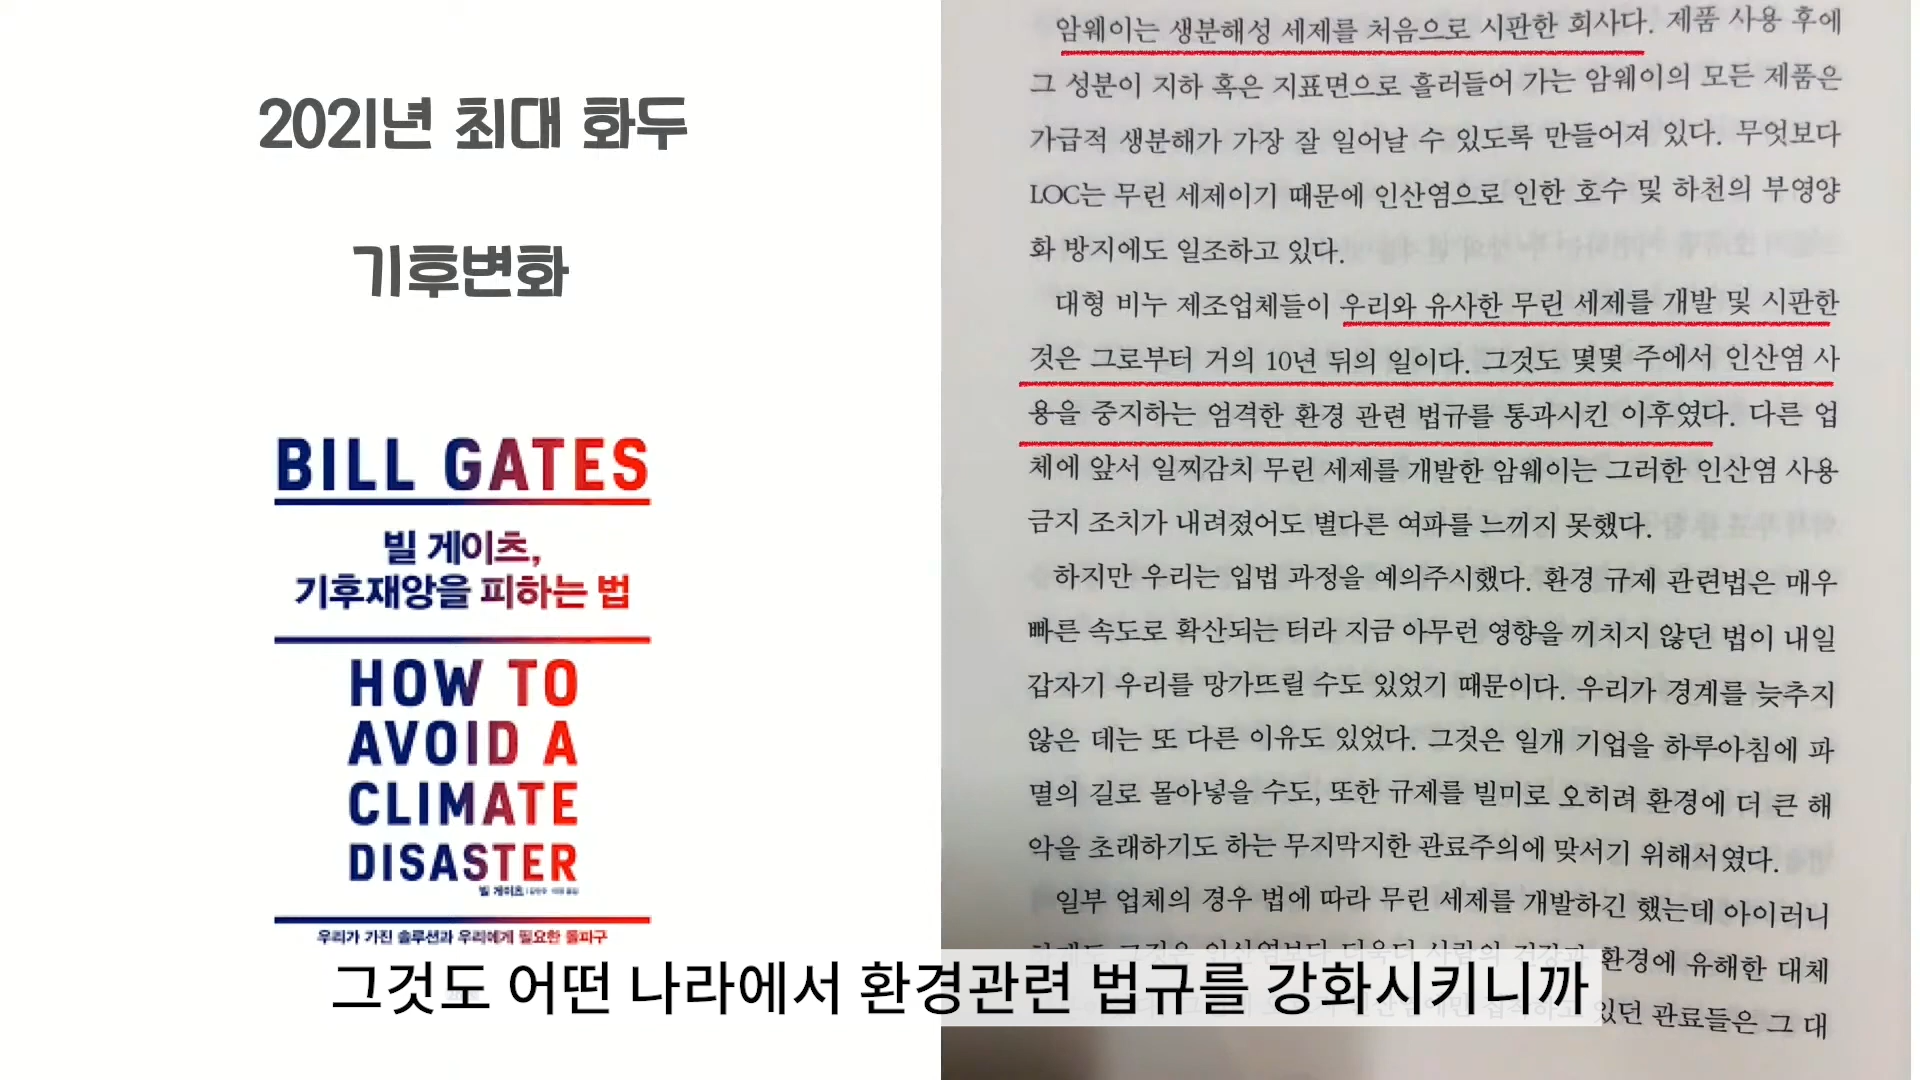 2021년 최대 화두
기후변화
BILL GATES
빌 게이츠,
기후재앙을 피하는 법
HOW TO
AVOID A
CLIMATE
DISASTER
빌 게이츠
우리가 가진 솔루션과 우리에게 필요한 돌파구
암웨이는 생분해성 세제를 처음으로 시판한 회사다. 제품 사용 후에
그 성분이 지하 혹은 지표면으로 흘러들어 가는 암웨이의 모든 제품은
가급적 생분해가 가장 잘 일어날 수 있도록 만들어져 있다. 무엇보다
LOC는 무린 세제이기 때문에 인산염으로 인한 호수 및 하천의 부영양
화 방지에도 일조하고 있다.
대형 비누 제조업체들이 우리와 유사한 무린 세제를 개발 및 시판한
것은 그로부터 거의 10년 뒤의 일이다. 그것도 몇몇 주에서 인산염 사
용을 중지하는 엄격한 환경 관련 법규를 통과시킨 이후였다. 다른 업
체에 앞서 일찌감치 무린 세제를 개발한 암웨이는 그러한 인산염 사용
금지 조치가 내려졌어도 별다른 여파를 느끼지 못했다.
하지만 우리는 입법 과정을 예의주시했다. 환경 규제 관련법은 매우
빠른 속도로 확산되는 터라 지금 아무런 영향을 끼치지 않던 법이 내일
갑자기 우리를 망가뜨릴 수도 있었기 때문이다. 우리가 경계를 늦추지
않은 데는 또 다른 이유도 있었다. 그것은 일개 기업을 하루아침에 파
멸의 길로 몰아넣을 수도, 또한 규제를 빌미로 오히려 환경에 더 큰 해
악을 초래하기도 하는 무지막지한 관료주의에 맞서기 위해서였다.
일부 업체의 경우 법에 따라 무린 세제를 개발하긴 했는데 아이러니
하게도 그것은 인산염보다 더욱더 사람의 건강과 환경에 유해한 대체
있던 관료들은 그 대
그것도 어떤 나라에서 환경관련 법규를 강화시키니까